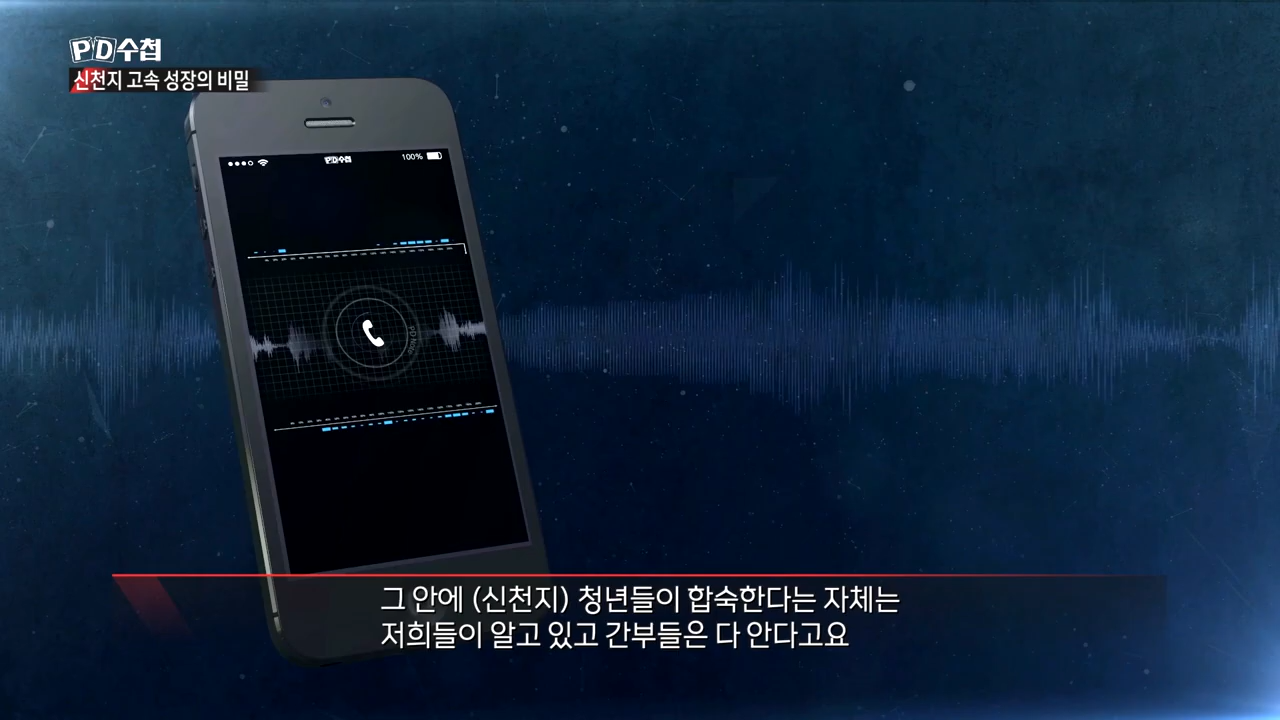 PD수첩
신천지 고속 성장의 비밀
PD수첩
100%
PD Note
그 안에 (신천지) 청년들이 합숙한다는 자체는
저희들이 알고 있고 간부들은 다 안다고요